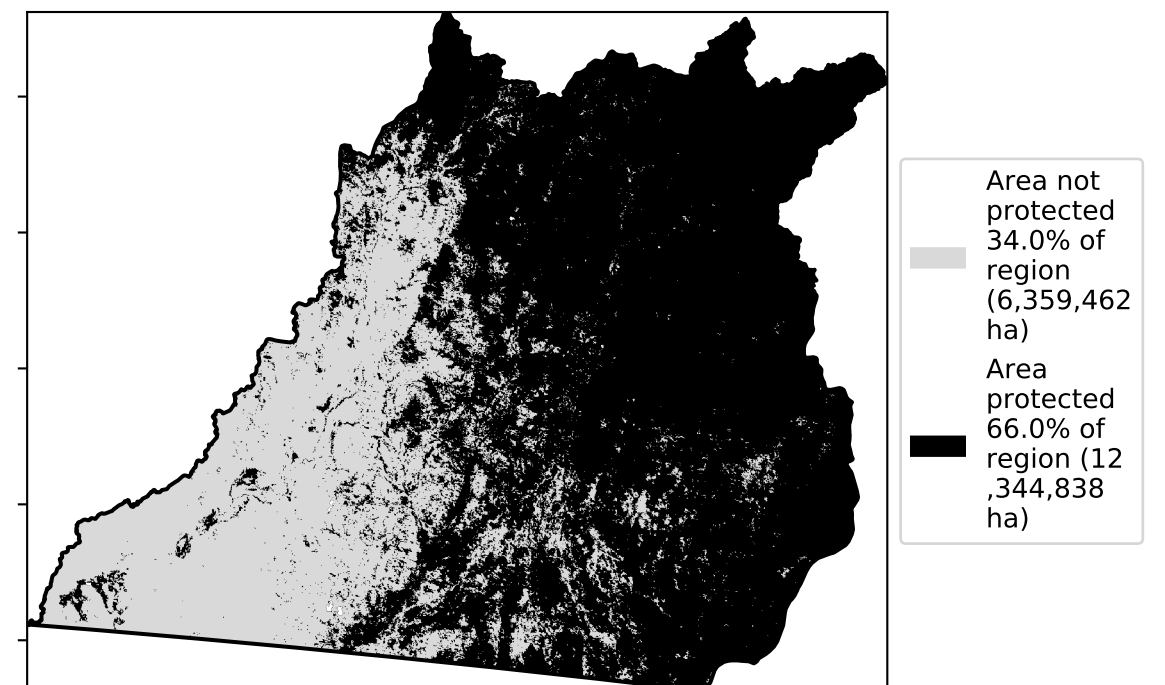 Area not
protected
34.0% of
region
(6,359,462
ha)
Area
protected
66.0% of
region (12
,344,838
ha)